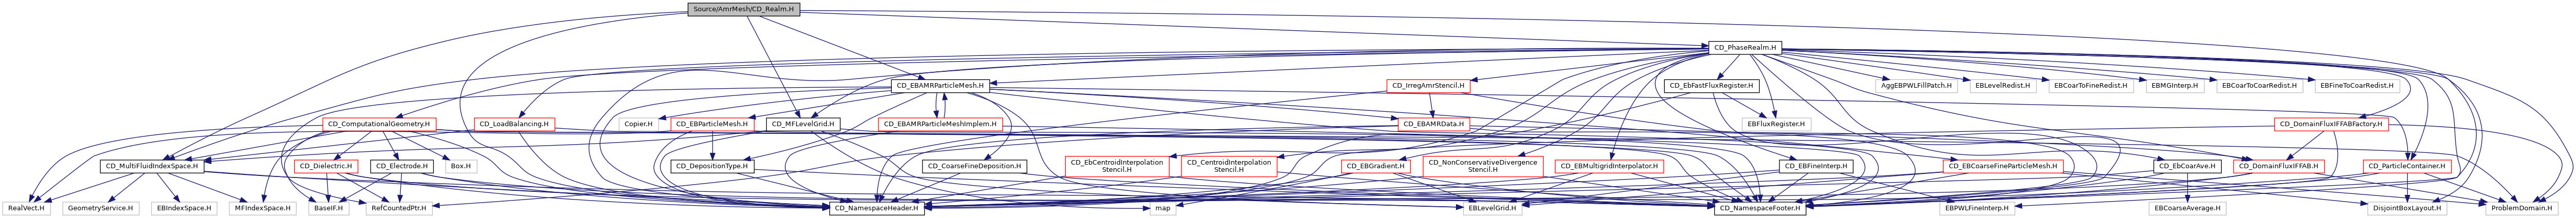 Source/AmrMesh/CD_Realm.H
CD_PhaseRealm.H
CD_EBAMRParticleMesh.H
CD_IrregAmrStencil.H
CD_EbFastFluxRegister.H
AggEBPWLFillPatch.H
EBLevelRedist.H
EBCoarToFineRedist.H
EBMGInterp.H
EBCoarToCoarRedist.H
EBFineToCoarRedist.H
CD_ComputationalGeometry.H
CD_LoadBalancing.H
Copier.H
CD_EBParticleMesh.H
CD_MFLevelGrid.H
CD_EBAMRParticleMeshImplem.H
CD_EBAMRData.H
EBFluxRegister.H
CD_DomainFluxIFFABFactory.H
CD_MultiFluidIndexSpace.H
CD_Dielectric.H
CD_Electrode.H
Box.H
CD_DepositionType.H
CD_CoarseFineDeposition.H
CD_EbCentroidInterpolation
Stencil.H
CD_CentroidInterpolation
Stencil.H
CD_EBGradient.H
CD_NonConservativeDivergence
Stencil.H
CD_EBMultigridInterpolator.H
CD_EBFineInterp.H
CD_EBCoarseFineParticleMesh.H
CD_EbCoarAve.H
CD_DomainFluxIFFAB.H
CD_ParticleContainer.H
RealVect.H
GeometryService.H
EBIndexSpace.H
MFIndexSpace.H
BaseIF.H
RefCountedPtr.H
CD_NamespaceHeader.H
map
EBLevelGrid.H
CD_NamespaceFooter.H
EBPWLFineInterp.H
EBCoarseAverage.H
DisjointBoxLayout.H
ProblemDomain.H